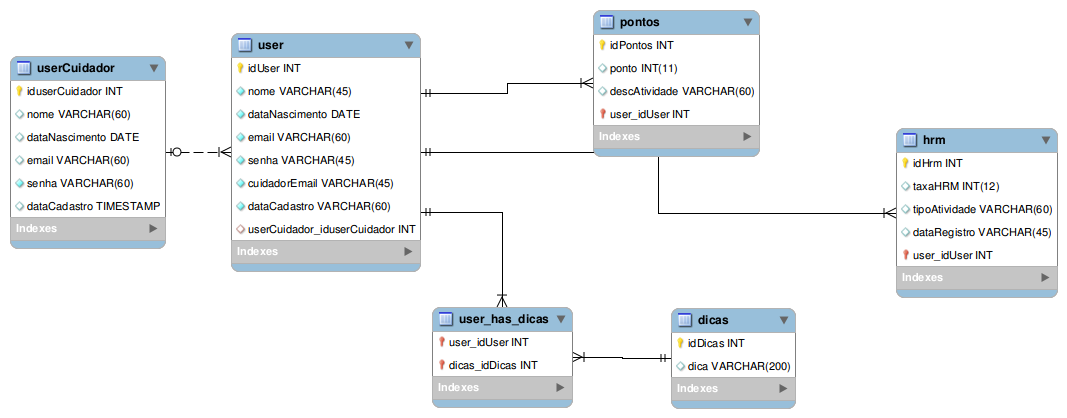 userCuidador
iduserCuidador INT
nome VARCHAR(60)
dataNascimento DATE
email VARCHAR(60)
senha VARCHAR(60)
dataCadastro TIMESTAMP
Indexes
user
idUser INT
nome VARCHAR(45)
dataNascimento DATE
email VARCHAR(60)
senha VARCHAR(45)
cuidadorEmail VARCHAR(45)
dataCadastro VARCHAR(60)
userCuidador_iduserCuidador INT
Indexes
pontos
idPontos INT
ponto INT(11)
descAtividade VARCHAR(60)
user_idUser INT
Indexes
hrm
idHrm INT
taxaHRM INT(12)
tipoAtividade VARCHAR(60)
dataRegistro VARCHAR(45)
user_idUser INT
Indexes
user_has_dicas
user_idUser INT
dicas_idDicas INT
Indexes
dicas
idDicas INT
dica VARCHAR(200)
Indexes